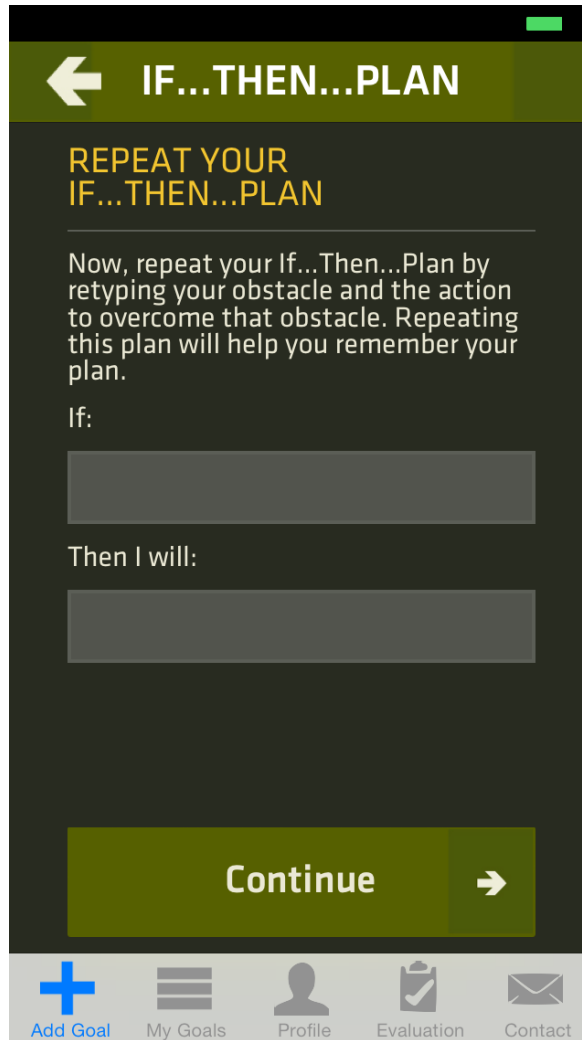 IF...THEN...PLAN
REPEAT YOUR
IF...THEN...PLAN
Now, repeat your If...Then...Plan by
retyping your obstacle and the action
to overcome that obstacle. Repeating
this plan will help you remember your
plan.
If:
Then I will:
Continue
Add Goal My Goals Profile Evaluation Contact